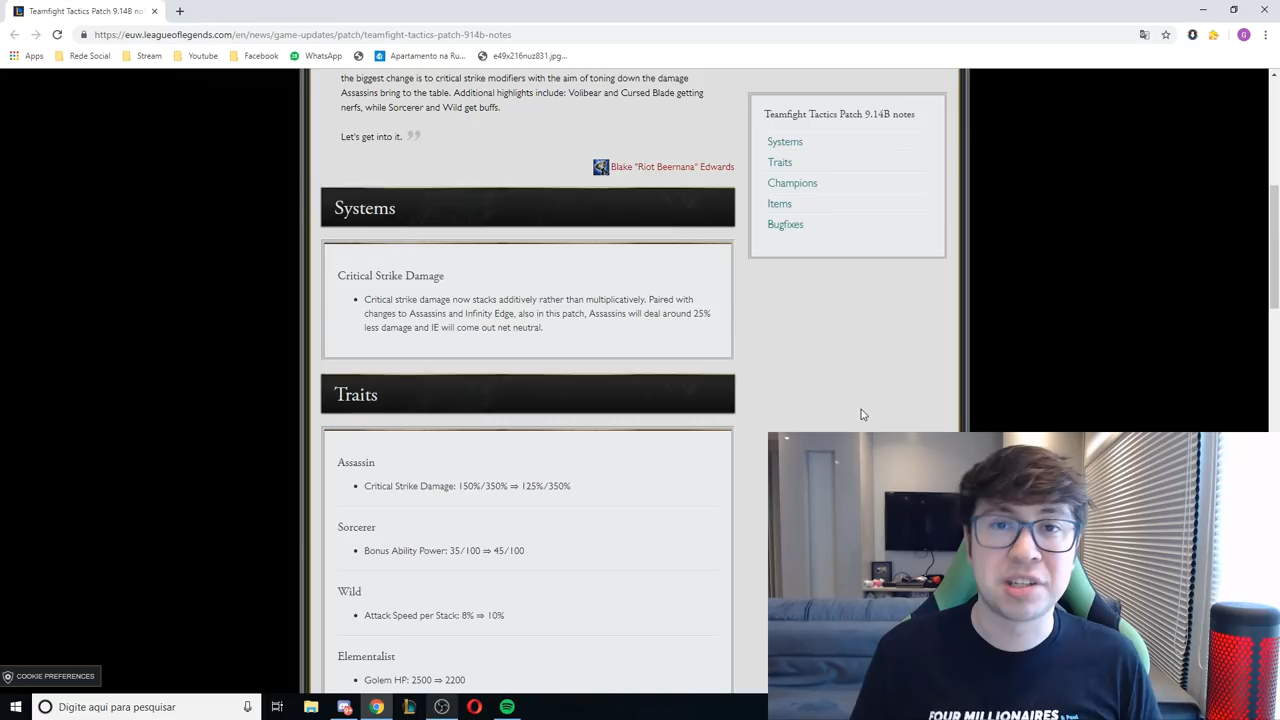 Teamfight Tactics Patch 9.14B no
https://euw.leagueoflegends.com/en/news/game-updates/patch/teamfight-tactics-patch-914b-notes
G
Apps
Rede Social
Stream
Youtube
Facebook
WhatsApp
Apartamento na Ru...
e49x216nuz831.jpg...
the biggest change is to critical strike modifiers with the aim of toning down the damage
Assassins bring to the table. Additional highlights include: Volibear and Cursed Blade getting
nerfs, while Sorcerer and Wild get buffs.
Let's get into it.
Blake "Riot Beernana" Edwards
Teamfight Tactics Patch 9.14B notes
Systems
Traits
Champions
Items
Bugfixes
Systems
Critical Strike Damage
• Critical strike damage now stacks additively rather than multiplicatively. Paired with
changes to Assassins and Infinity Edge, also in this patch, Assassins will deal around 25%
less damage and IE will come out net neutral.
Traits
Assassin
• Critical Strike Damage: 150%/350% ⇒ 125%/350%
Sorcerer
• Bonus Ability Power: 35/100 ⇒ 45/100
Wild
• Attack Speed per Stack: 8% ⇒ 10%
Elementalist
• Golem HP: 2500 ⇒ 2200
COOKIE PREFERENCES
FOUR MILLIONAIRES
Digite aqui para pesquisar